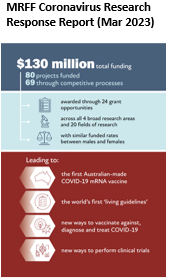 MRFF Coronavirus Research
Response Report (Mar 2023)
$130 million total funding
80 projects funded
69 through competitive processes
awarded through 24 grant
opportunities
across all 4 broad research areas
and 20 fields of research
with similar funded rates
between males and females
Leading to:
the first Australian-made
COVID-19 mRNA vaccine
the world's first 'living guidelines'
new ways to vaccinate against,
diagnose and treat COVID-19
new ways to perform clinical trials